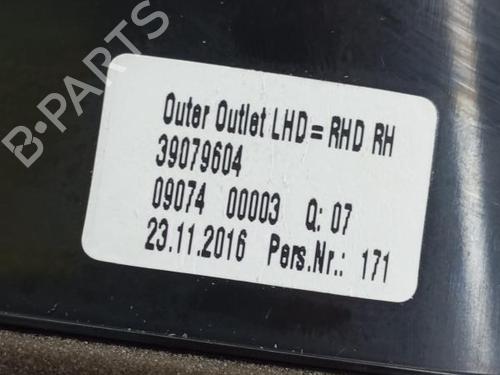 B-PARTS
Outer Outlet LHD = RHD RH
39079604
09074 00003 Q: 07
23.11.2016 Pers.Nr.: 171